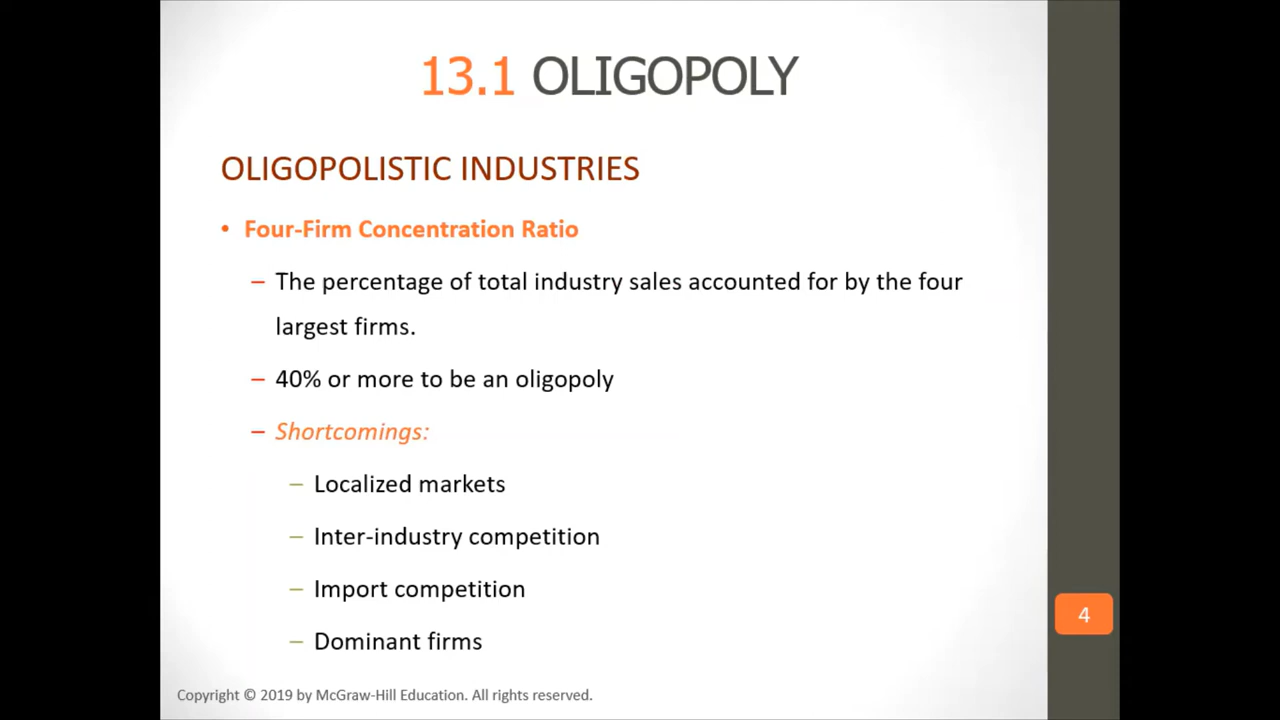 13.1 OLIGOPOLY
OLIGOPOLISTIC INDUSTRIES
• Four-Firm Concentration Ratio
– The percentage of total industry sales accounted for by the four
largest firms.
– 40% or more to be an oligopoly
– Shortcomings:
– Localized markets
– Inter-industry competition
– Import competition
– Dominant firms
4
Copyright © 2019 by McGraw-Hill Education. All rights reserved.